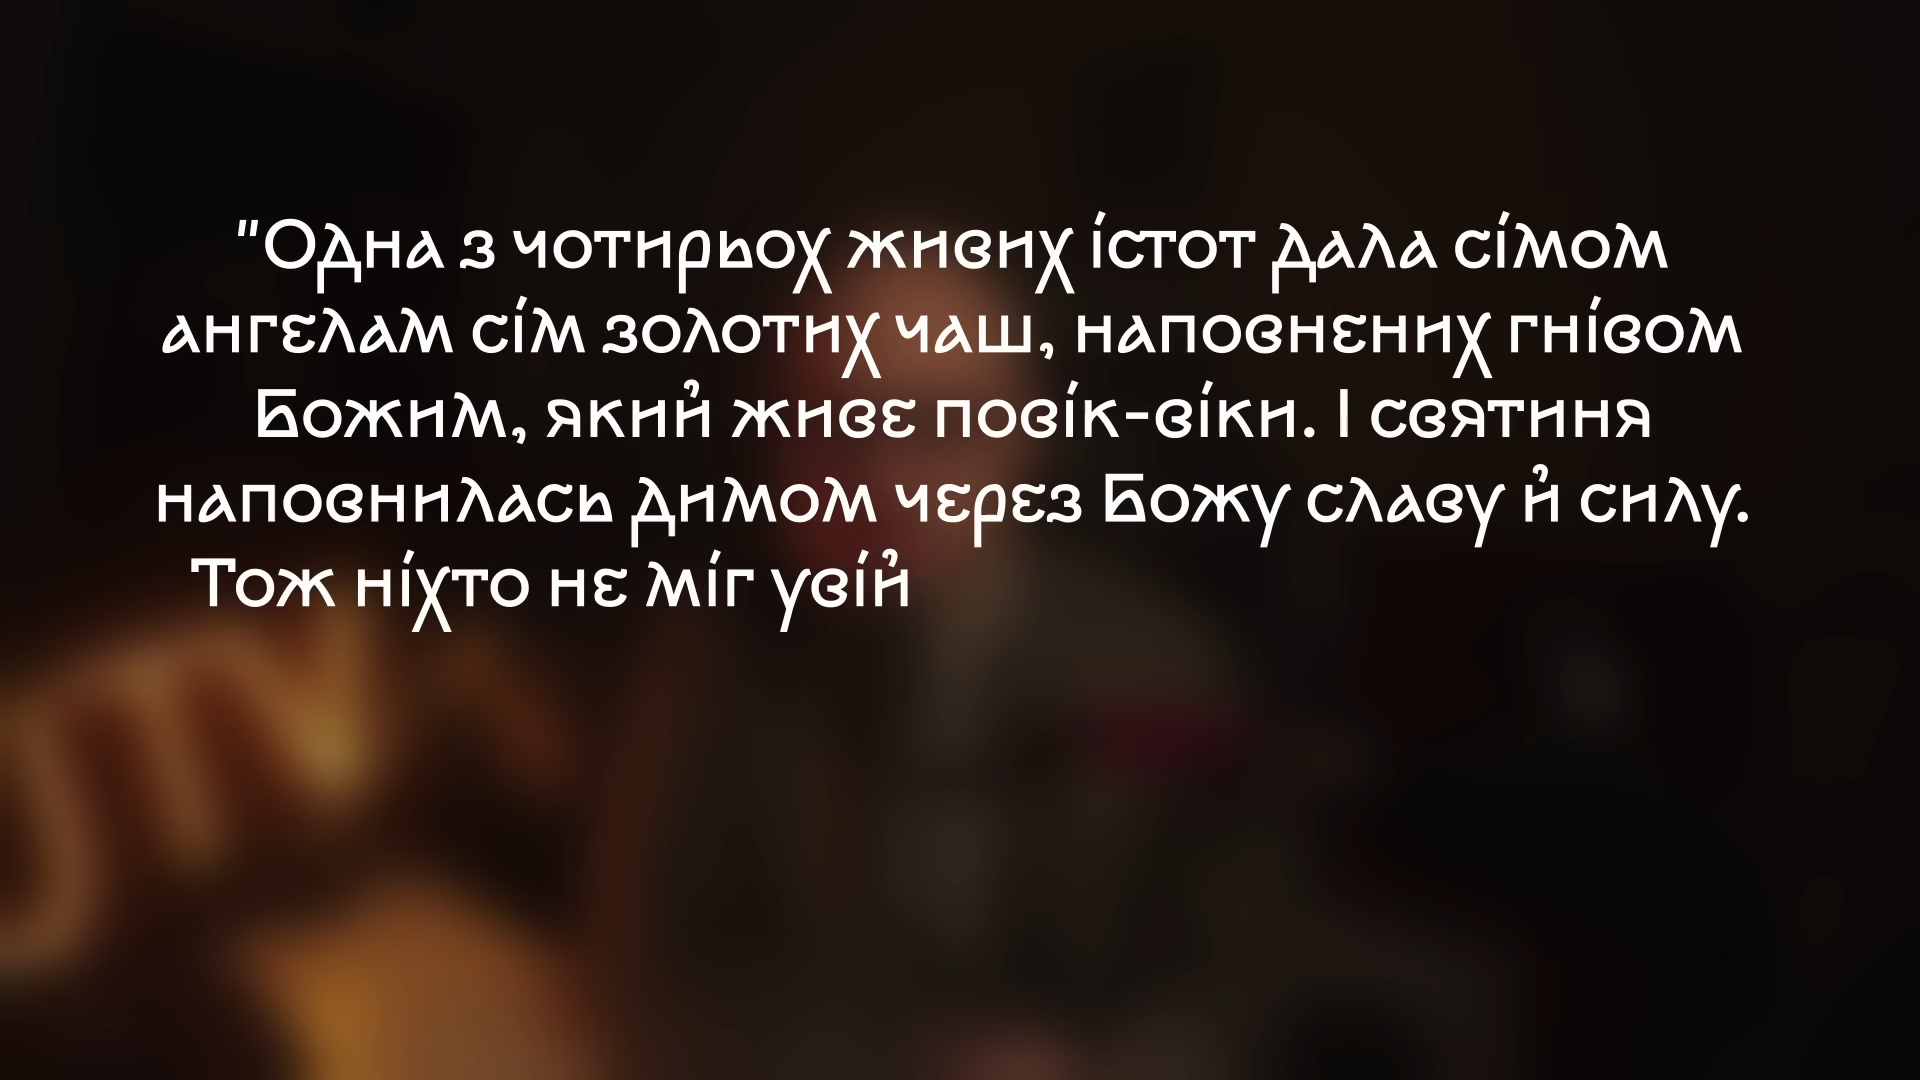 "Одна з чотирьох живих істот дала сімом
ангелам сім золотих чаш, наповнених гнівом
Божим, який живе повік-віки. І святиня
наповнилась димом через Божу славу й силу.
Тож ніхто не міг увій